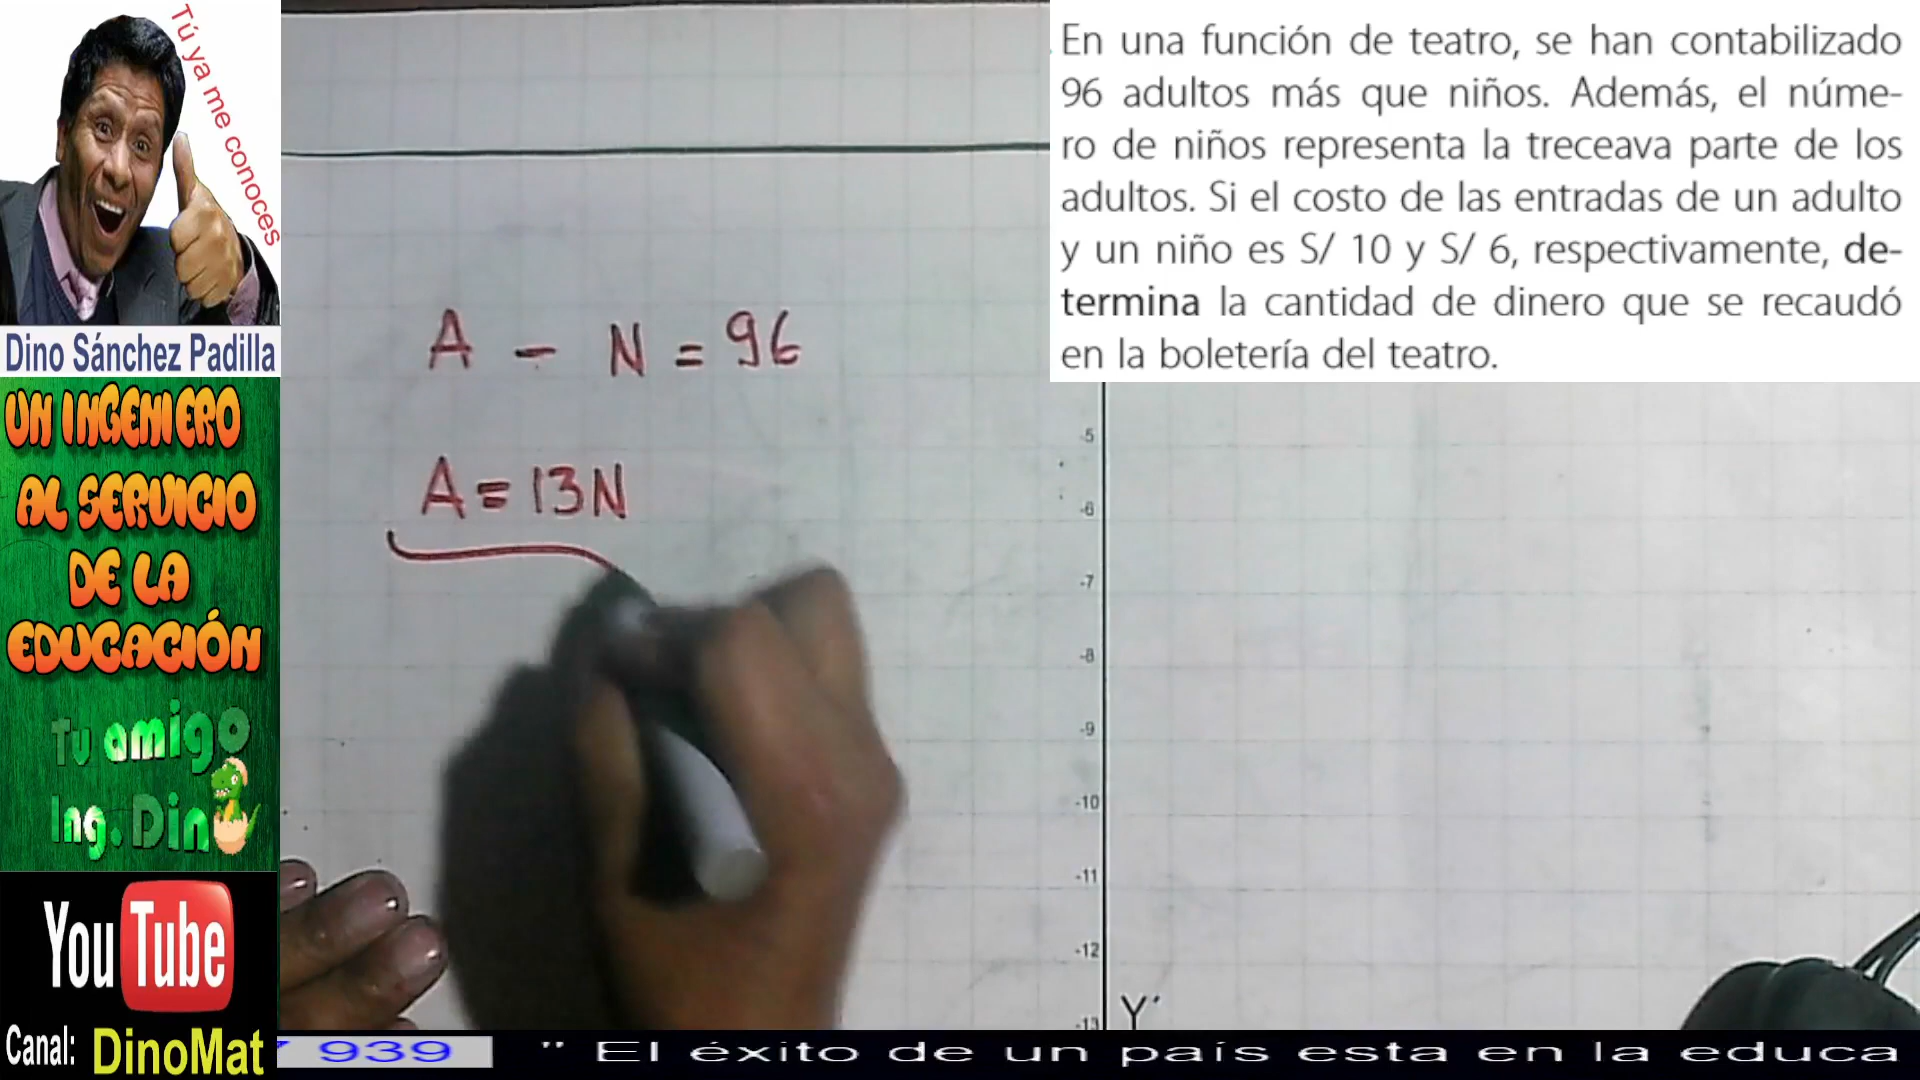 Tú ya me conoces
Dino Sánchez Padilla
UN INGENIERO
AL SERVICIO
DE LA
EDUCACIÓN
Tu amigo
Ing. Dino
YouTube
Canal: DinoMat
En una función de teatro, se han contabilizado
96 adultos más que niños. Además, el núme-
ro de niños representa la treceava parte de los
adultos. Si el costo de las entradas de un adulto
y un niño es S/ 10 y S/ 6, respectivamente, de-
termina la cantidad de dinero que se recaudó
en la boletería del teatro.
A - N = 96
A = 13N
-5
-6
-7
-8
-9
-10
-11
-12
-13
Y´
939 " El éxito de un país esta en la educa